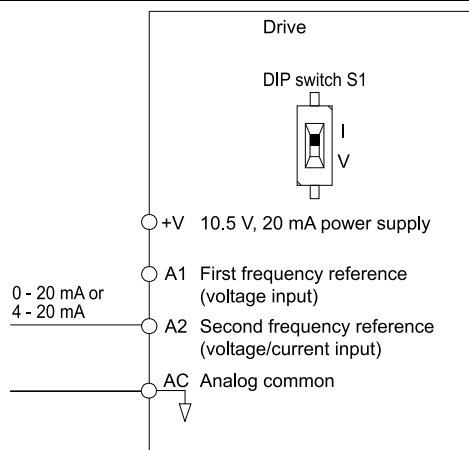 Drive
DIP switch S1
I
V
+V 10.5 V, 20 mA power supply
A1 First frequency reference
(voltage input)
0 - 20 mA or
4 - 20 mA
A2 Second frequency reference
(voltage/current input)
AC Analog common